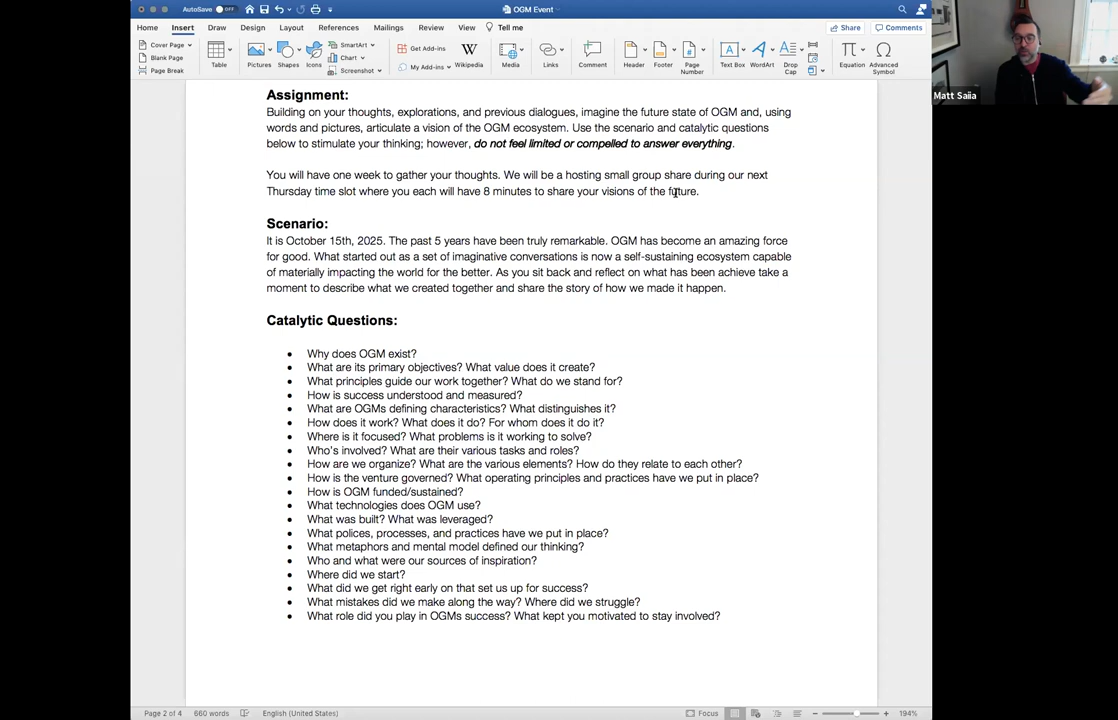 AutoSave OFF
OGM Event
Home Insert Draw Design Layout References Mailings Review View Tell me
Share Comments
Cover Page
Blank Page
Page Break
Table
Pictures
Shapes
Icons
SmartArt
Chart
Screenshot
Get Add-ins
My Add-ins
W
Wikipedia
Media
Links
Comment
Header
Footer
Page
Number
Text Box
WordArt
Drop
Cap
Equation
Advanced
Symbol
Matt Saiia
Assignment:
Building on your thoughts, explorations, and previous dialogues, imagine the future state of OGM and, using
words and pictures, articulate a vision of the OGM ecosystem. Use the scenario and catalytic questions
below to stimulate your thinking; however, do not feel limited or compelled to answer everything.
You will have one week to gather your thoughts. We will be a hosting small group share during our next
Thursday time slot where you each will have 8 minutes to share your visions of the future.
Scenario:
It is October 15th, 2025. The past 5 years have been truly remarkable. OGM has become an amazing force
for good. What started out as a set of imaginative conversations is now a self-sustaining ecosystem capable
of materially impacting the world for the better. As you sit back and reflect on what has been achieve take a
moment to describe what we created together and share the story of how we made it happen.
Catalytic Questions:
• Why does OGM exist?
• What are its primary objectives? What value does it create?
• What principles guide our work together? What do we stand for?
• How is success understood and measured?
• What are OGMs defining characteristics? What distinguishes it?
• How does it work? What does it do? For whom does it do it?
• Where is it focused? What problems is it working to solve?
• Who's involved? What are their various tasks and roles?
• How are we organize? What are the various elements? How do they relate to each other?
• How is the venture governed? What operating principles and practices have we put in place?
• How is OGM funded/sustained?
• What technologies does OGM use?
• What was built? What was leveraged?
• What polices, processes, and practices have we put in place?
• What metaphors and mental model defined our thinking?
• Who and what were our sources of inspiration?
• Where did we start?
• What did we get right early on that set us up for success?
• What mistakes did we make along the way? Where did we struggle?
• What role did you play in OGMs success? What kept you motivated to stay involved?
Page 2 of 4 660 words English (United States) Focus 194%